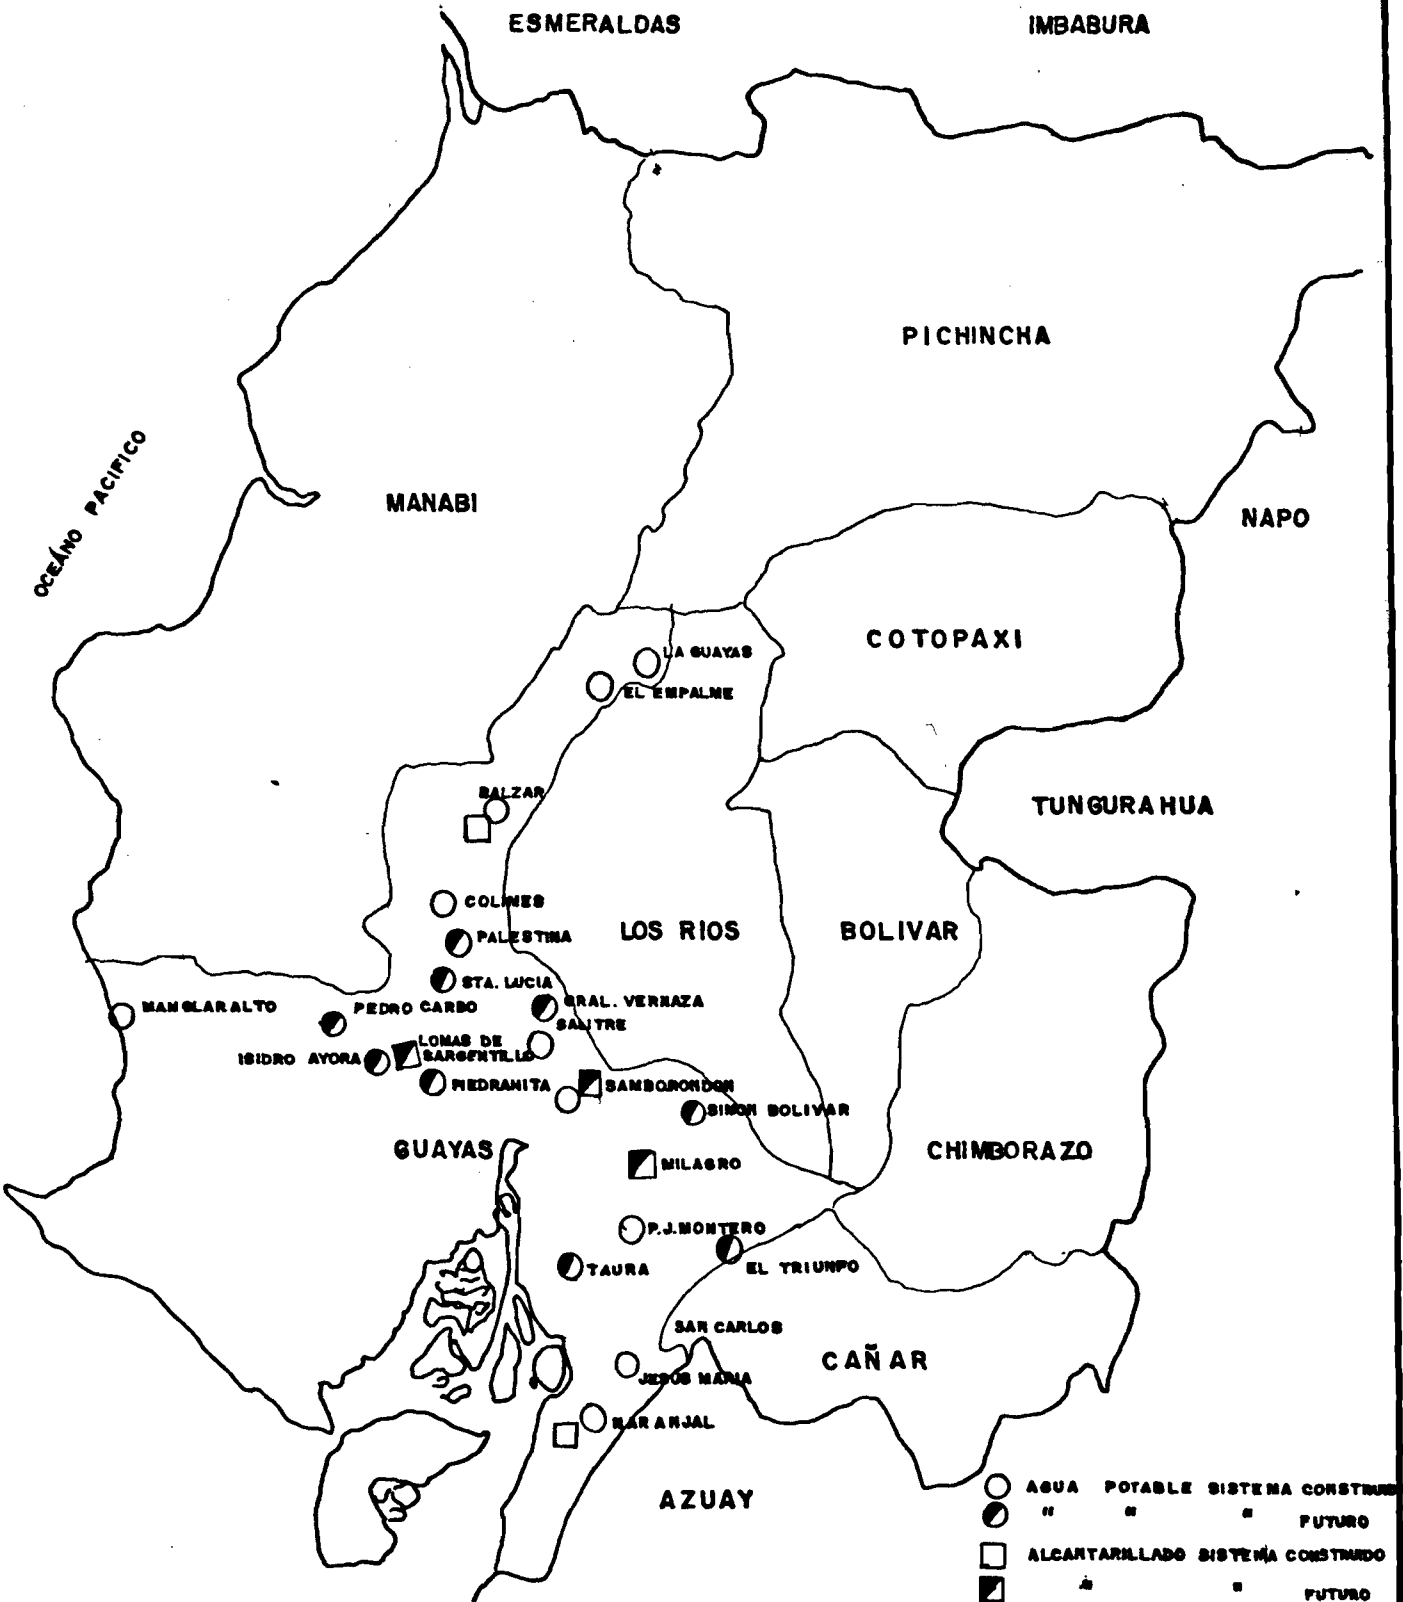 ESMERALDAS
IMBABURA
PICHINCHA
OCEÁNO PACIFICO
MANABI
NAPO
COTOPAXI
LA GUAYAS
EL EMPALME
BALZAR
TUNGURAHUA
COLIMES
PALESTINA
LOS RIOS
BOLIVAR
STA. LUCIA
MANGLARALTO
PEDRO CARBO
GRAL. VERNAZA
SALITRE
ISIDRO AYORA
LOMAS DE
SARGENTILLO
PIEDRAHITA
SAMBORONDON
SIMON BOLIVAR
GUAYAS
MILAGRO
CHIMBORAZO
P.J.MONTERO
TAURA
EL TRIUNFO
SAN CARLOS
CAÑAR
JESUS MARIA
NARANJAL
AZUAY
AGUA POTABLE SISTEMA CONSTRUID
" " " FUTURO
ALCANTARILLADO SISTEMA CONSTRUIDO
" " FUTURO